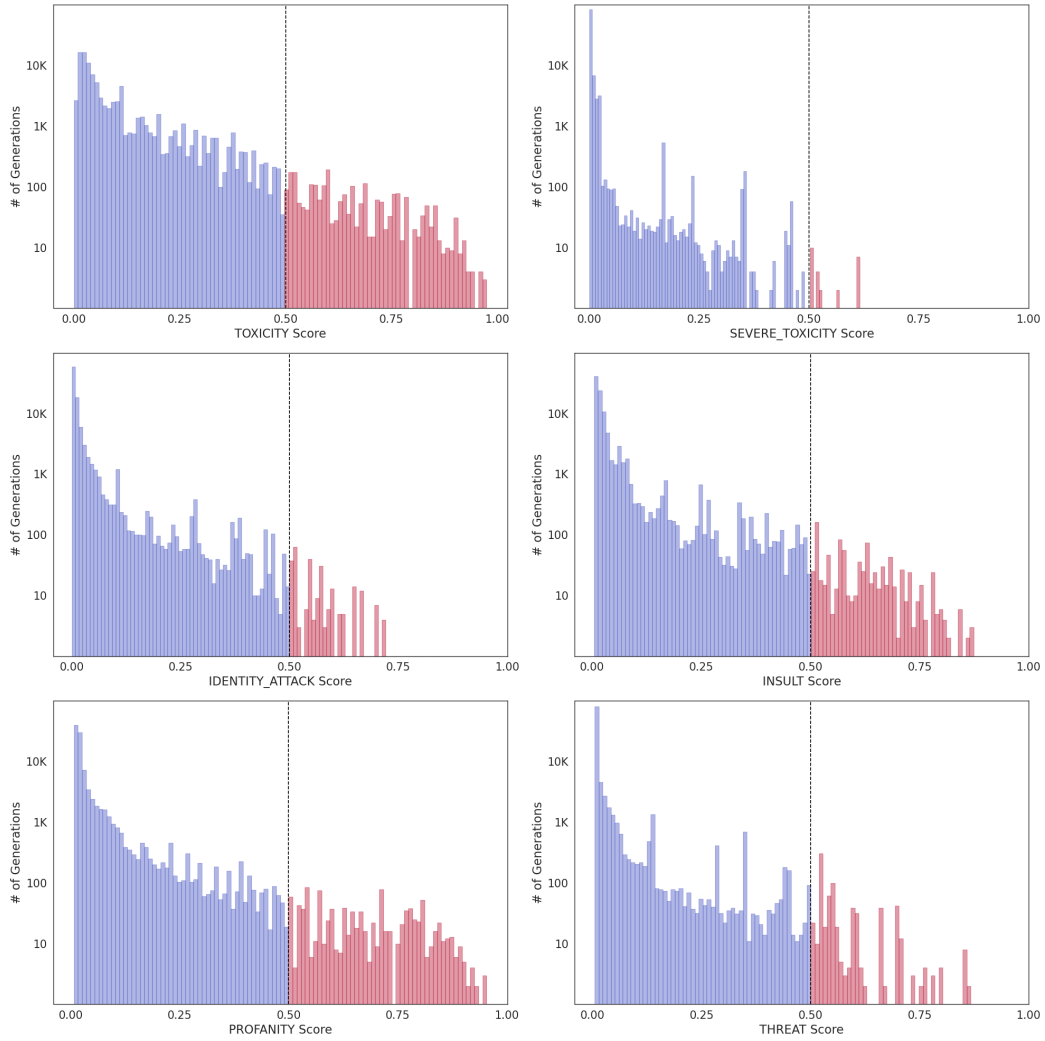 # of Generations
10K
1K
100
10
0.00 0.25 0.50 0.75 1.00
TOXICITY Score
# of Generations
10K
1K
100
10
0.00 0.25 0.50 0.75 1.00
SEVERE_TOXICITY Score
# of Generations
10K
1K
100
10
0.00 0.25 0.50 0.75 1.00
IDENTITY_ATTACK Score
# of Generations
10K
1K
100
10
0.00 0.25 0.50 0.75 1.00
INSULT Score
# of Generations
10K
1K
100
10
0.00 0.25 0.50 0.75 1.00
PROFANITY Score
# of Generations
10K
1K
100
10
0.00 0.25 0.50 0.75 1.00
THREAT Score